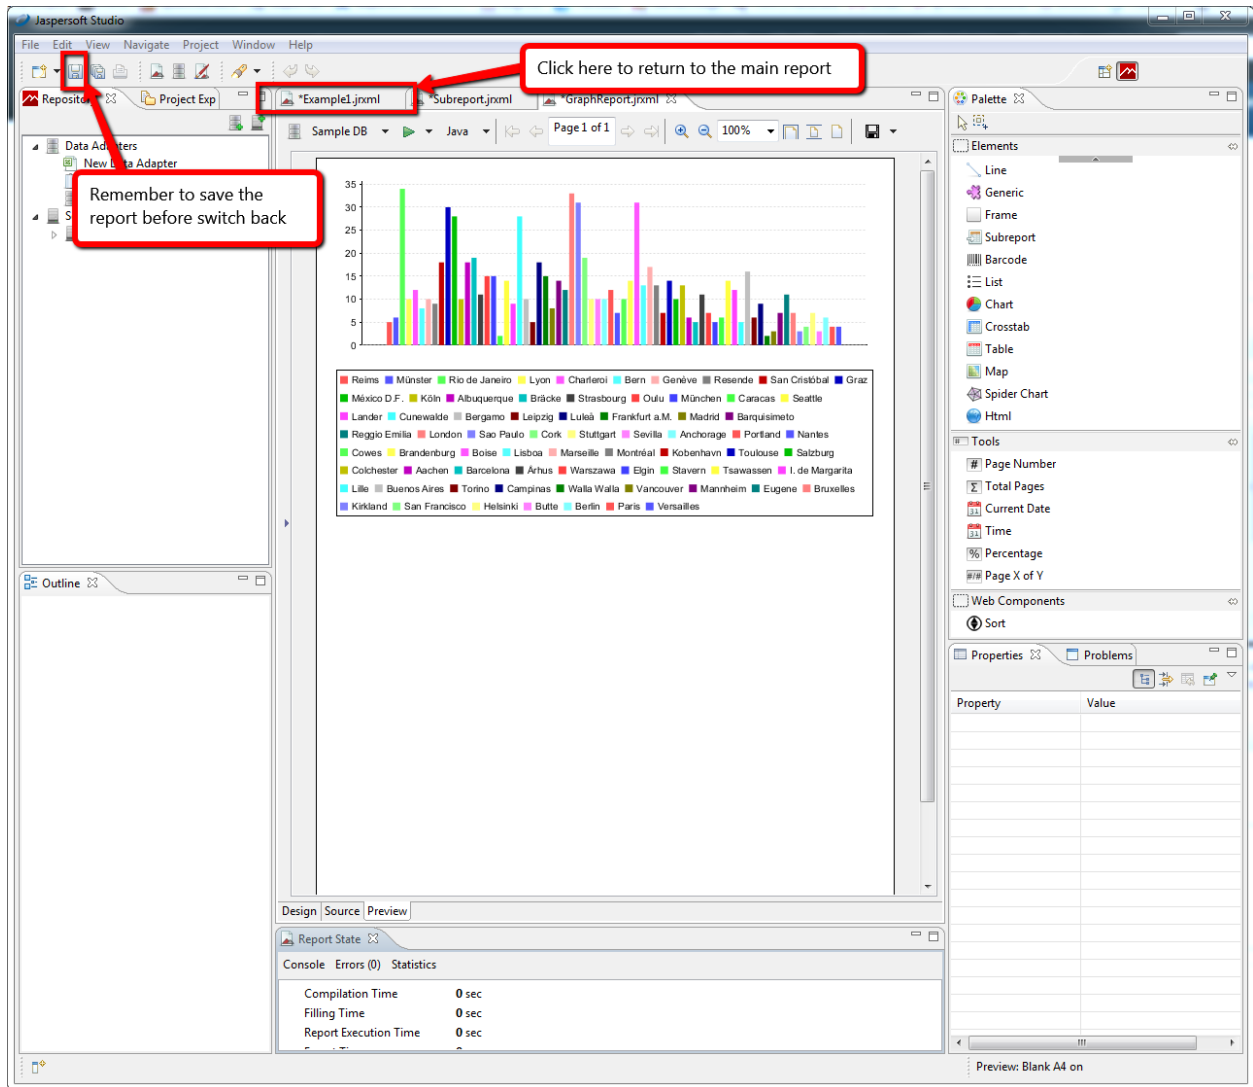 Jaspersoft Studio
File Edit View Navigate Project Window Help
Click here to return to the main report
Repository Project Exp
*Example1.jrxml *Subreport.jrxml *GraphReport.jrxml
Palette
Sample DB Java Page 1 of 1 100%
Data Adapters
New Data Adapter
Remember to save the
report before switch back
35
30
25
20
15
10
5
0
Reims Münster Rio de Janeiro Lyon Charleroi Bern Genève Resende San Cristóbal Graz
México D.F. Köln Albuquerque Bräcke Strasbourg Oulu München Caracas Seattle
Lander Cunewalde Bergamo Leipzig Luleå Frankfurt a.M. Madrid Barquisimeto
Reggio Emilia London Sao Paulo Cork Stuttgart Sevilla Anchorage Portland Nantes
Cowes Brandenburg Boise Lisboa Marseille Montréal Kobenhavn Toulouse Salzburg
Colchester Aachen Barcelona Århus Warszawa Elgin Stavern Tsawassen I. de Margarita
Lille Buenos Aires Torino Campinas Walla Walla Vancouver Mannheim Eugene Bruxelles
Kirkland San Francisco Helsinki Butte Berlin Paris Versailles
Elements
Line
Generic
Frame
Subreport
Barcode
List
Chart
Crosstab
Table
Map
Spider Chart
Html
Tools
# Page Number
Σ Total Pages
31 Current Date
31 Time
% Percentage
#/# Page X of Y
Web Components
Sort
Outline
Properties Problems
Property Value
Design Source Preview
Report State
Console Errors (0) Statistics
Compilation Time 0 sec
Filling Time 0 sec
Report Execution Time 0 sec
Preview: Blank A4 on